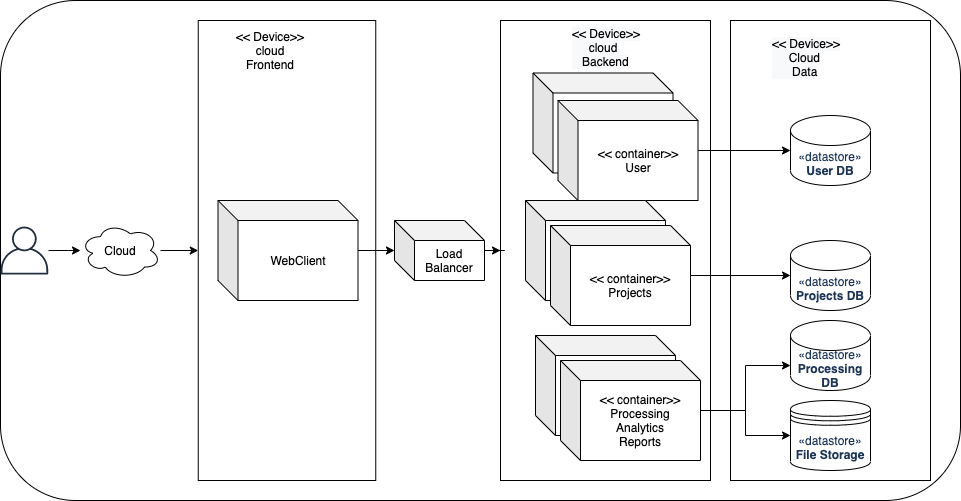 << Device>>
cloud
Frontend
<< Device>>
cloud
Backend
<< Device>>
Cloud
Data
<< container>>
User
«datastore»
User DB
Cloud
WebClient
Load
Balancer
<< container>>
Projects
«datastore»
Projects DB
«datastore»
Processing
DB
<< container>>
Processing
Analytics
Reports
«datastore»
File Storage